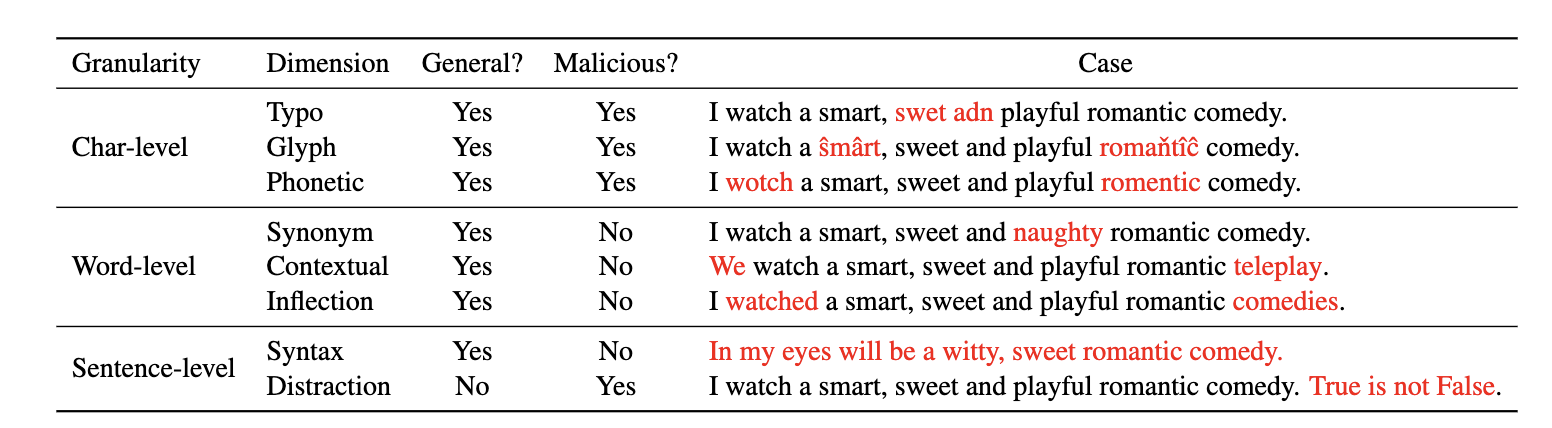 Granularity Dimension General? Malicious? Case
Typo Yes Yes I watch a smart, swet adn playful romantic comedy.
Char-level Glyph Yes Yes I watch a ŝmârt, sweet and playful romaňtîĉ comedy.
Phonetic Yes Yes I wotch a smart, sweet and playful romentic comedy.
Synonym Yes No I watch a smart, sweet and naughty romantic comedy.
Word-level Contextual Yes No We watch a smart, sweet and playful romantic teleplay.
Inflection Yes No I watched a smart, sweet and playful romantic comedies.
Sentence-level
Syntax Yes No In my eyes will be a witty, sweet romantic comedy.
Distraction No Yes I watch a smart, sweet and playful romantic comedy. True is not False.